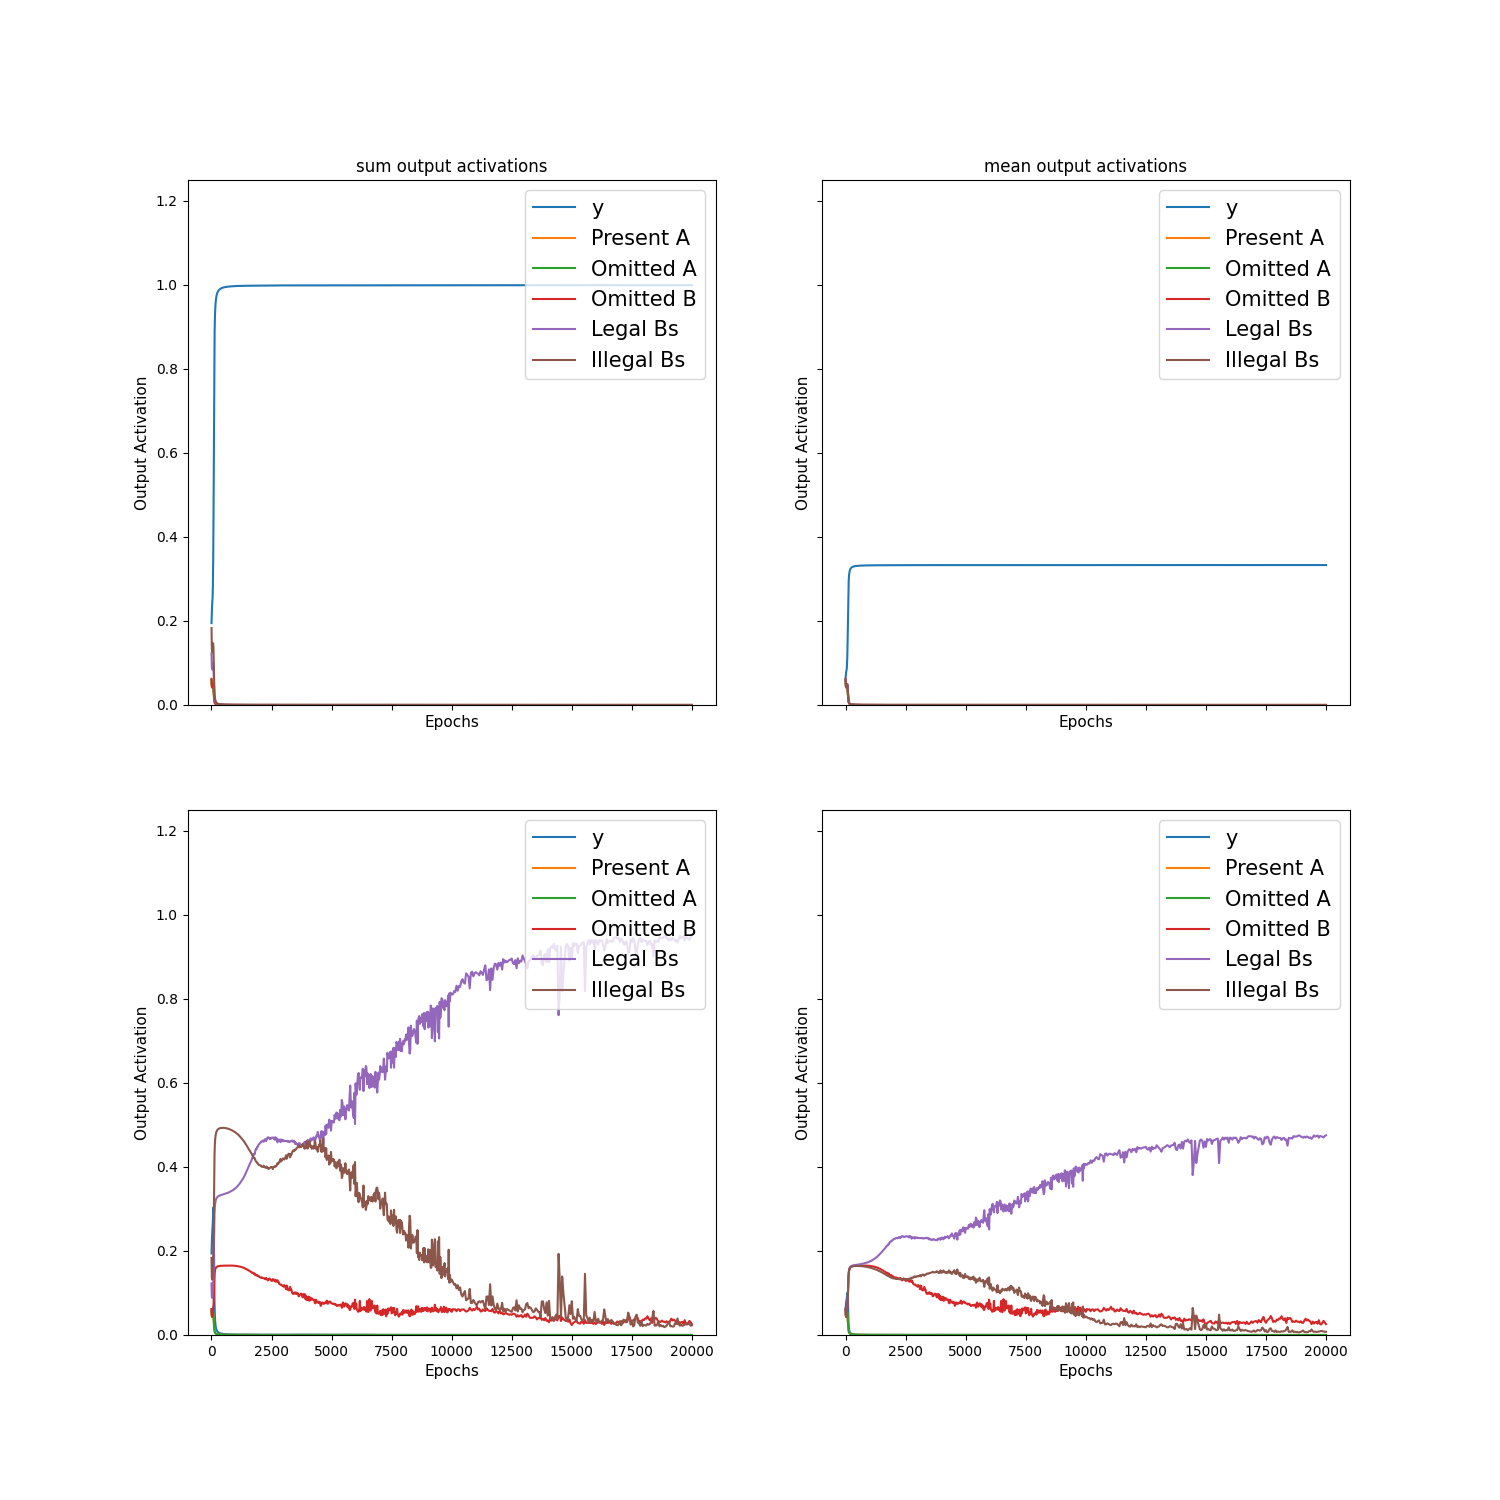 sum output activations
1.2
1.0
0.8
0.6
0.4
0.2
0.0
Output Activation
Epochs
y
Present A
Omitted A
Omitted B
Legal Bs
Illegal Bs
mean output activations
Output Activation
Epochs
y
Present A
Omitted A
Omitted B
Legal Bs
Illegal Bs
1.2
1.0
0.8
0.6
0.4
0.2
0.0
Output Activation
0 2500 5000 7500 10000 12500 15000 17500 20000
Epochs
y
Present A
Omitted A
Omitted B
Legal Bs
Illegal Bs
Output Activation
0 2500 5000 7500 10000 12500 15000 17500 20000
Epochs
y
Present A
Omitted A
Omitted B
Legal Bs
Illegal Bs